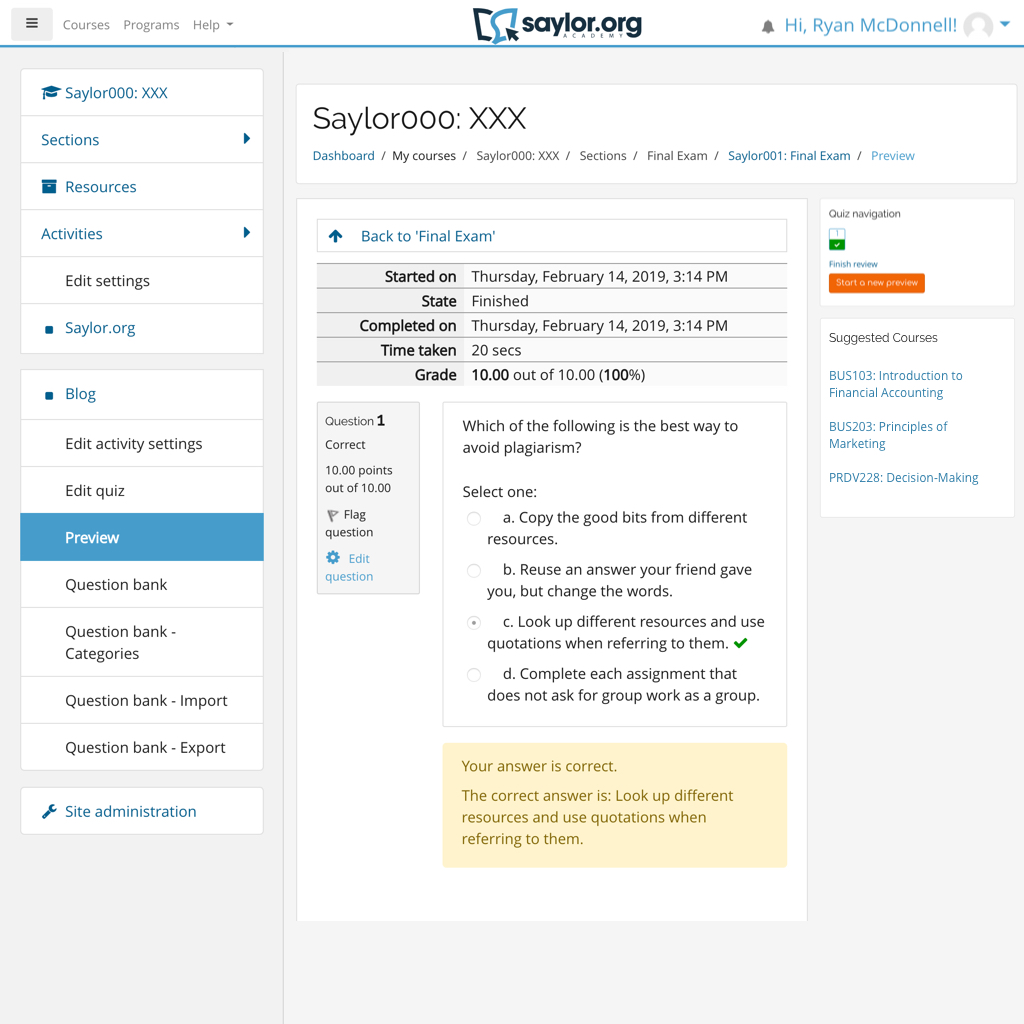 Courses Programs Help
saylor.org
ACADEMY
Hi, Ryan McDonnell!
Saylor000: XXX
Sections
Resources
Activities
Edit settings
Saylor.org
Blog
Edit activity settings
Edit quiz
Preview
Question bank
Question bank -
Categories
Question bank - Import
Question bank - Export
Site administration
Saylor000: XXX
Dashboard / My courses / Saylor000: XXX / Sections / Final Exam / Saylor001: Final Exam / Preview
Back to 'Final Exam'
Started on Thursday, February 14, 2019, 3:14 PM
State Finished
Completed on Thursday, February 14, 2019, 3:14 PM
Time taken 20 secs
Grade 10.00 out of 10.00 (100%)
Question 1
Correct
10.00 points
out of 10.00
Flag
question
Edit
question
Which of the following is the best way to
avoid plagiarism?
Select one:
a. Copy the good bits from different
resources.
b. Reuse an answer your friend gave
you, but change the words.
c. Look up different resources and use
quotations when referring to them.
d. Complete each assignment that
does not ask for group work as a group.
Your answer is correct.
The correct answer is: Look up different
resources and use quotations when
referring to them.
Quiz navigation
1
Finish review
Start a new preview
Suggested Courses
BUS103: Introduction to
Financial Accounting
BUS203: Principles of
Marketing
PRDV228: Decision-Making